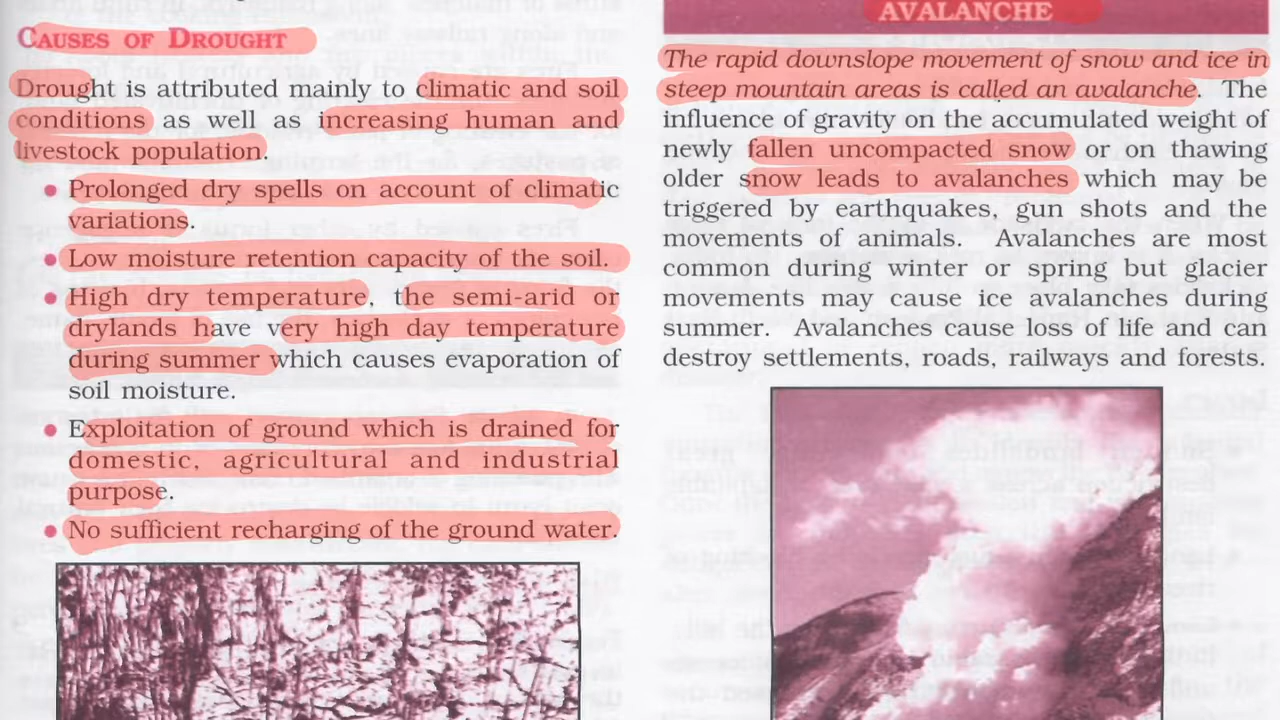 CAUSES OF DROUGHT
Drought is attributed mainly to climatic and soil
conditions as well as increasing human and
livestock population.
• Prolonged dry spells on account of climatic
variations.
• Low moisture retention capacity of the soil.
• High dry temperature, the semi-arid or
drylands have very high day temperature
during summer which causes evaporation of
soil moisture.
• Exploitation of ground which is drained for
domestic, agricultural and industrial
purpose.
• No sufficient recharging of the ground water.
AVALANCHE
The rapid downslope movement of snow and ice in
steep mountain areas is called an avalanche. The
influence of gravity on the accumulated weight of
newly fallen uncompacted snow or on thawing
older snow leads to avalanches which may be
triggered by earthquakes, gun shots and the
movements of animals. Avalanches are most
common during winter or spring but glacier
movements may cause ice avalanches during
summer. Avalanches cause loss of life and can
destroy settlements, roads, railways and forests.